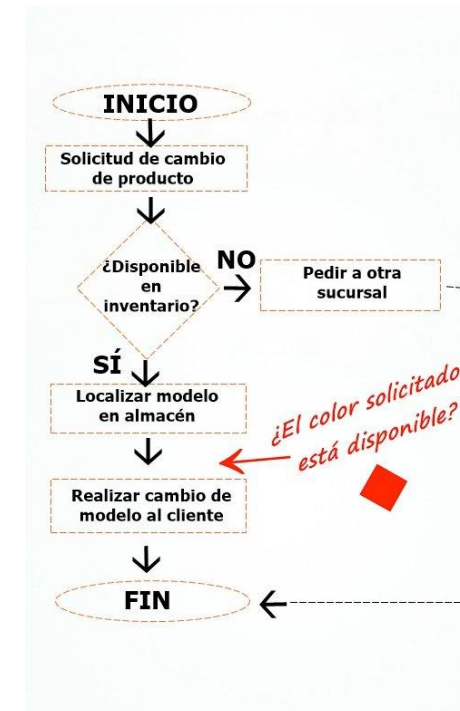 INICIO
Solicitud de cambio
de producto
¿Disponible
en
inventario?
NO
Pedir a otra
sucursal
SÍ
Localizar modelo
en almacén
¿El color solicitado
está disponible?
Realizar cambio de
modelo al cliente
FIN